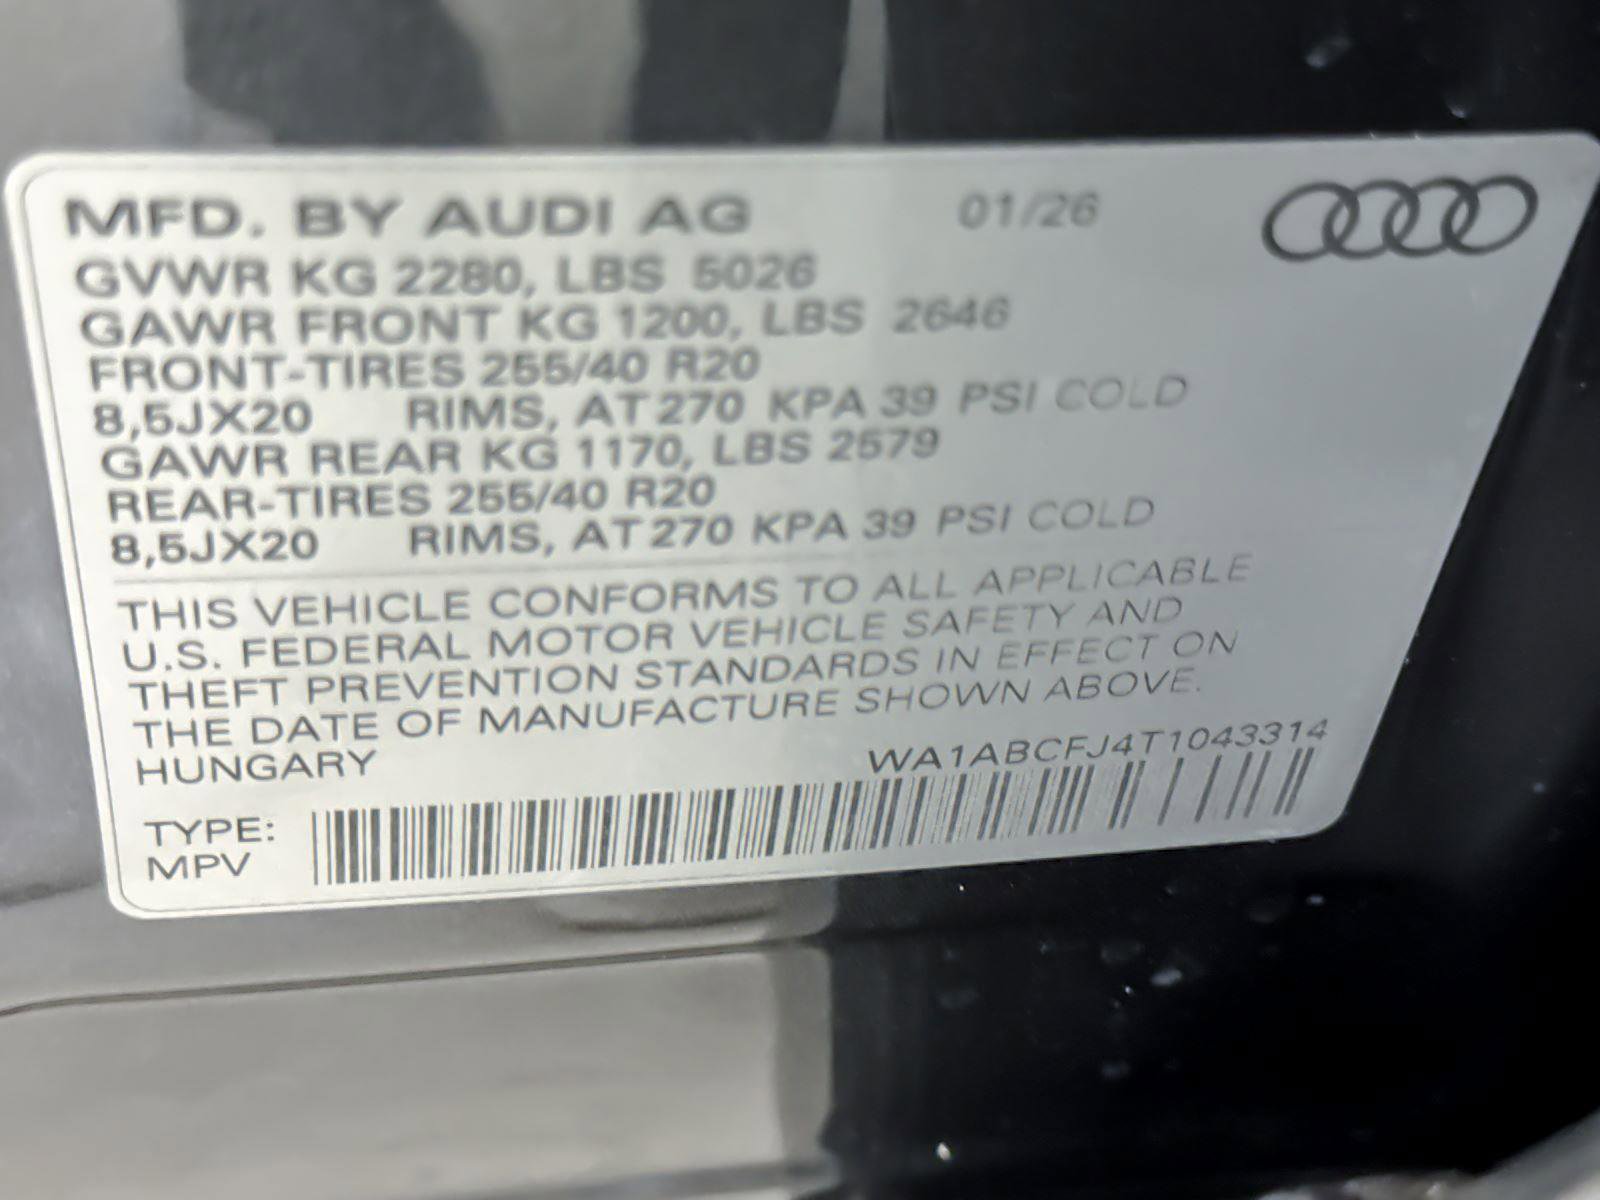 MFD. BY AUDI AG 01/26
GVWR KG 2280, LBS 5026
GAWR FRONT KG 1200, LBS 2646
FRONT-TIRES 255/40 R20
8,5JX20 RIMS, AT 270 KPA 39 PSI COLD
GAWR REAR KG 1170, LBS 2579
REAR-TIRES 255/40 R20
8,5JX20 RIMS, AT 270 KPA 39 PSI COLD
THIS VEHICLE CONFORMS TO ALL APPLICABLE
U.S. FEDERAL MOTOR VEHICLE SAFETY AND
THEFT PREVENTION STANDARDS IN EFFECT ON
THE DATE OF MANUFACTURE SHOWN ABOVE.
HUNGARY WA1ABCFJ4T1043314
TYPE:
MPV